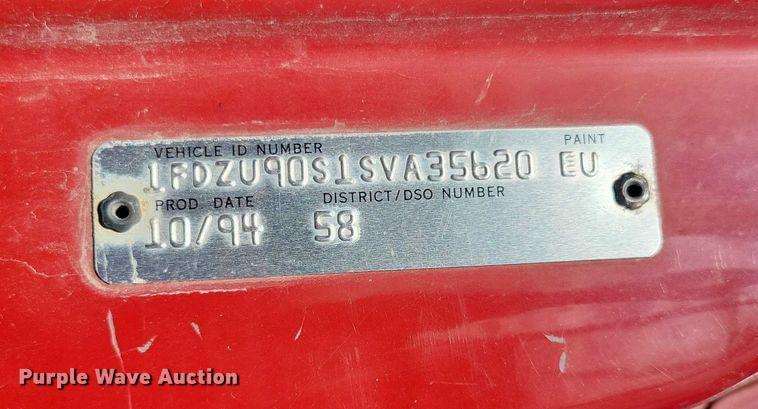 VEHICLE ID NUMBER PAINT
1FDZU90S1SVA35620 EU
PROD DATE DISTRICT/DSO NUMBER
10/94 58
Purple Wave Auction